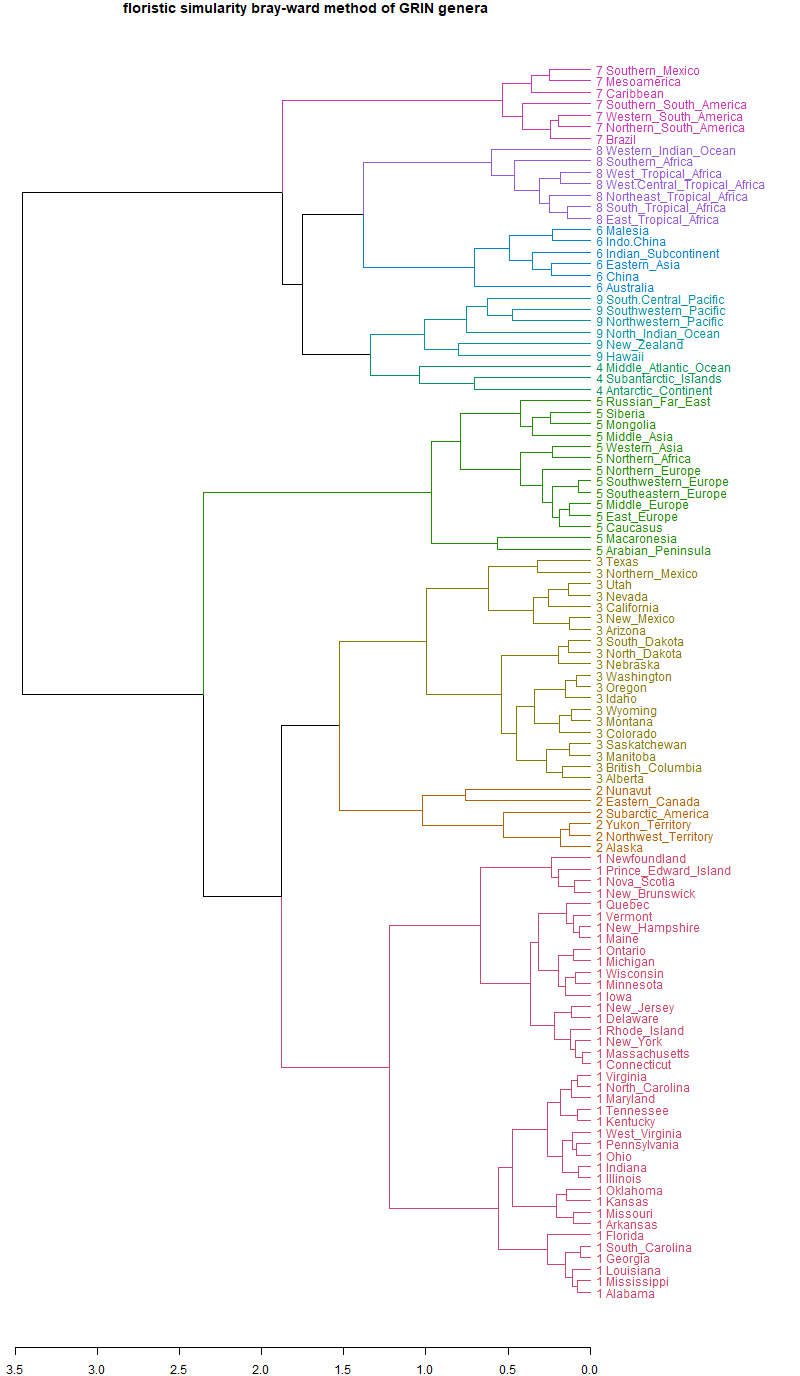 floristic simularity bray-ward method of GRIN genera
7 Southern_Mexico
7 Mesoamerica
7 Caribbean
7 Southern_South_America
7 Western_South_America
7 Northern_South_America
7 Brazil
8 Western_Indian_Ocean
8 Southern_Africa
8 West_Tropical_Africa
8 West.Central_Tropical_Africa
8 Northeast_Tropical_Africa
8 South_Tropical_Africa
8 East_Tropical_Africa
6 Malesia
6 Indo.China
6 Indian_Subcontinent
6 Eastern_Asia
6 China
6 Australia
9 South.Central_Pacific
9 Southwestern_Pacific
9 Northwestern_Pacific
9 North_Indian_Ocean
9 New_Zealand
9 Hawaii
4 Middle_Atlantic_Ocean
4 Subantarctic_Islands
4 Antarctic_Continent
5 Russian_Far_East
5 Siberia
5 Mongolia
5 Middle_Asia
5 Western_Asia
5 Northern_Africa
5 Northern_Europe
5 Southwestern_Europe
5 Southeastern_Europe
5 Middle_Europe
5 East_Europe
5 Caucasus
5 Macaronesia
5 Arabian_Peninsula
3 Texas
3 Northern_Mexico
3 Utah
3 Nevada
3 California
3 New_Mexico
3 Arizona
3 South_Dakota
3 North_Dakota
3 Nebraska
3 Washington
3 Oregon
3 Idaho
3 Wyoming
3 Montana
3 Colorado
3 Saskatchewan
3 Manitoba
3 British_Columbia
3 Alberta
2 Nunavut
2 Eastern_Canada
2 Subarctic_America
2 Yukon_Territory
2 Northwest_Territory
2 Alaska
1 Newfoundland
1 Prince_Edward_Island
1 Nova_Scotia
1 New_Brunswick
1 Quebec
1 Vermont
1 New_Hampshire
1 Maine
1 Ontario
1 Michigan
1 Wisconsin
1 Minnesota
1 Iowa
1 New_Jersey
1 Delaware
1 Rhode_Island
1 New_York
1 Massachusetts
1 Connecticut
1 Virginia
1 North_Carolina
1 Maryland
1 Tennessee
1 Kentucky
1 West_Virginia
1 Pennsylvania
1 Ohio
1 Indiana
1 Illinois
1 Oklahoma
1 Kansas
1 Missouri
1 Arkansas
1 Florida
1 South_Carolina
1 Georgia
1 Louisiana
1 Mississippi
1 Alabama
3.5 3.0 2.5 2.0 1.5 1.0 0.5 0.0